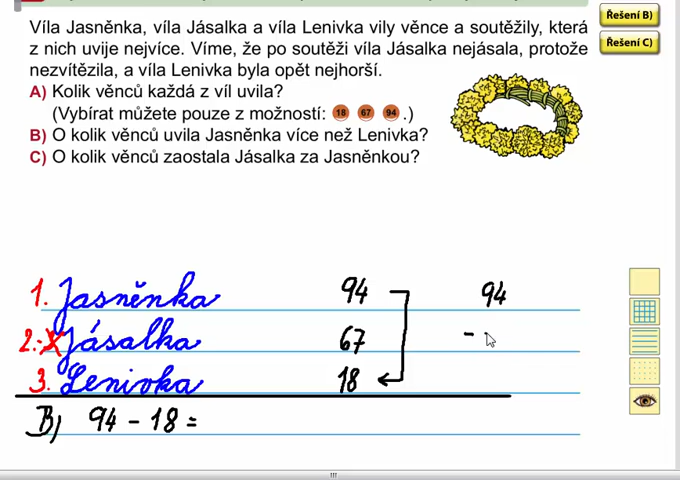 Řešení B)
Řešení C)
Víla Jasněnka, víla Jásalka a víla Lenivka vily věnce a soutěžily, která
z nich uvije nejvíce. Víme, že po soutěži víla Jásalka nejásala, protože
nezvítězila, a víla Lenivka byla opět nejhorší.
A) Kolik věnců každá z víl uvila?
(Vybírat můžete pouze z možností: 18 67 94.)
B) O kolik věnců uvila Jasněnka více než Lenivka?
C) O kolik věnců zaostala Jásalka za Jasněnkou?
1. Jasněnka 94 94
2. Jásalka 67 -
3. Lenivka 18
B) 94 - 18 =